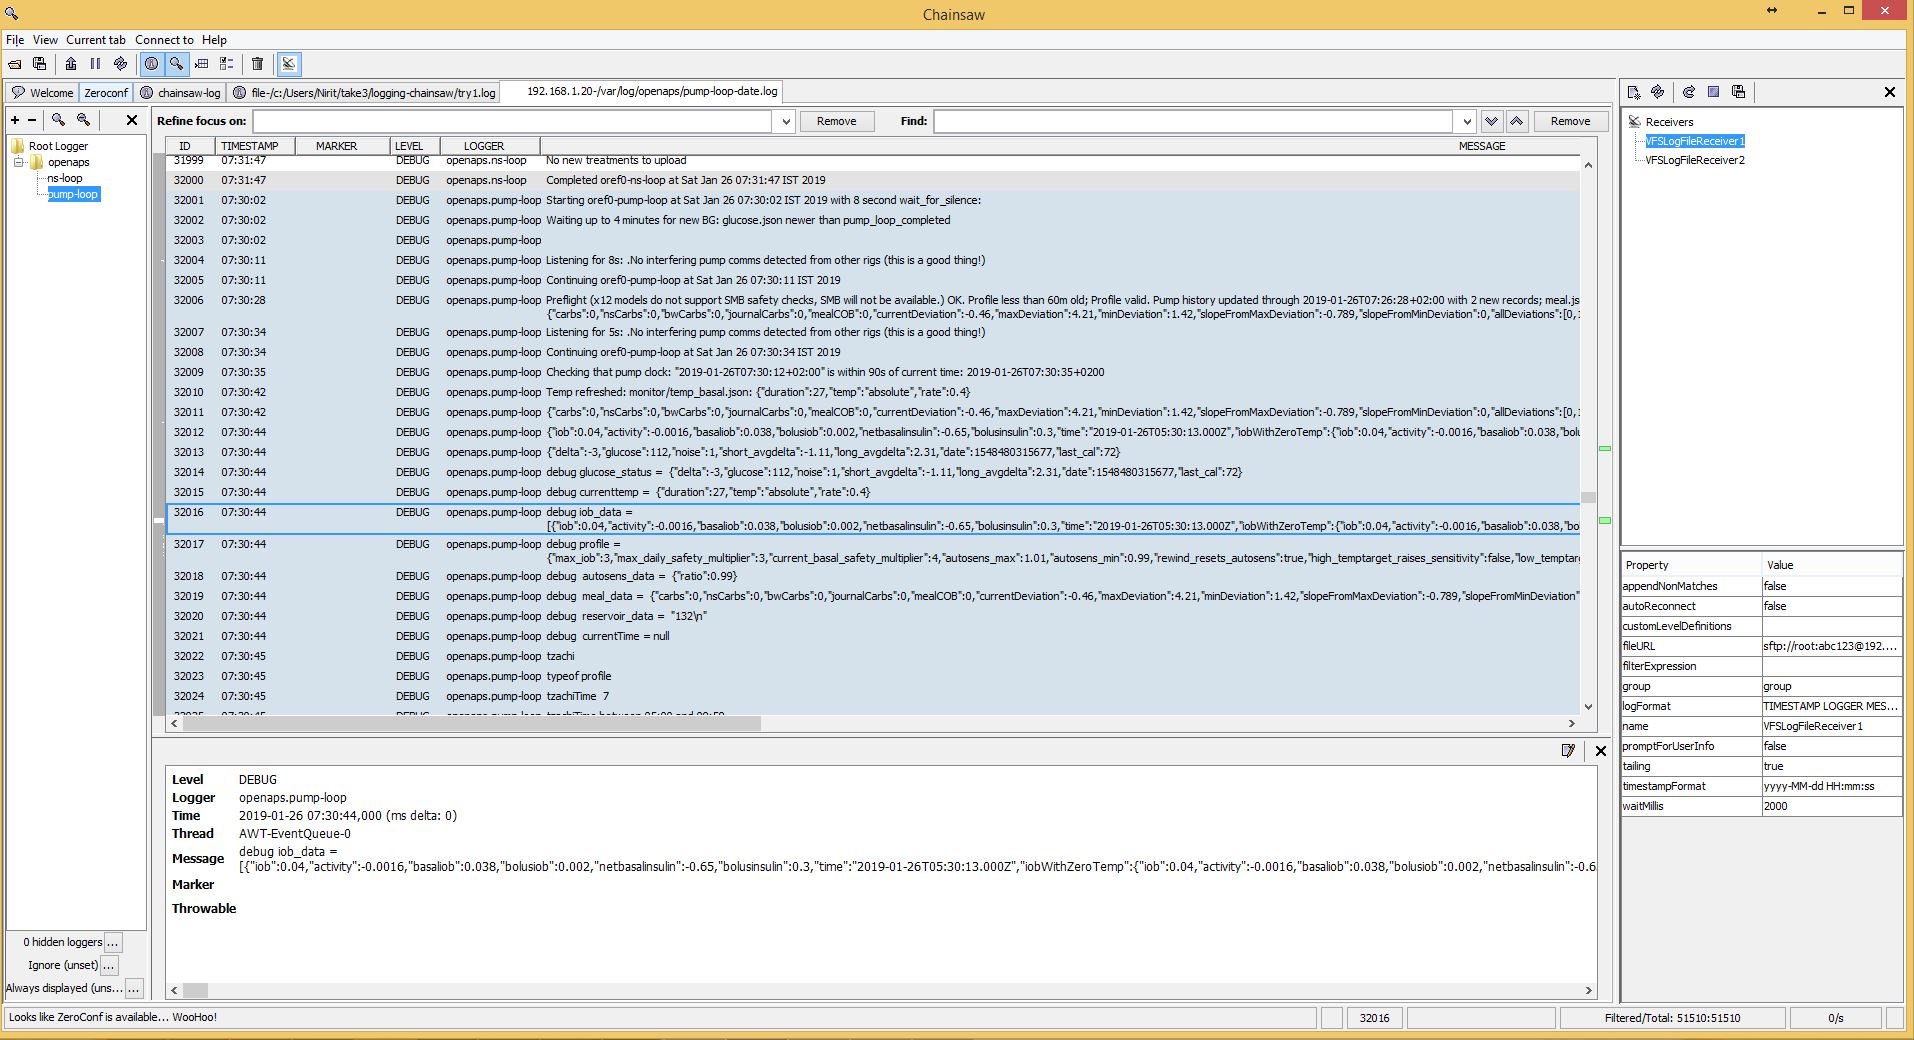 Chainsaw
File View Current tab Connect to Help
Welcome Zeroconf chainsaw-log file-/c:/Users/Nirit/take3/logging-chainsaw/try1.log 192.168.1.20-/var/log/openaps/pump-loop-date.log
Root Logger
openaps
ns-loop
pump-loop
0 hidden loggers ...
Ignore (unset) ...
Always displayed (uns... ...
Refine focus on: Remove Find: Remove
ID TIMESTAMP MARKER LEVEL LOGGER MESSAGE
31999 07:31:47 DEBUG openaps.ns-loop No new treatments to upload
32000 07:31:47 DEBUG openaps.ns-loop Completed oref0-ns-loop at Sat Jan 26 07:31:47 IST 2019
32001 07:30:02 DEBUG openaps.pump-loop Starting oref0-pump-loop at Sat Jan 26 07:30:02 IST 2019 with 8 second wait_for_silence:
32002 07:30:02 DEBUG openaps.pump-loop Waiting up to 4 minutes for new BG: glucose.json newer than pump_loop_completed
32003 07:30:02 DEBUG openaps.pump-loop
32004 07:30:11 DEBUG openaps.pump-loop Listening for 8s: .No interfering pump comms detected from other rigs (this is a good thing!)
32005 07:30:11 DEBUG openaps.pump-loop Continuing oref0-pump-loop at Sat Jan 26 07:30:11 IST 2019
32006 07:30:28 DEBUG openaps.pump-loop Preflight (x12 models do not support SMB safety checks, SMB will not be available.) OK. Profile less than 60m old; Profile valid. Pump history updated through 2019-01-26T07:26:28+02:00 with 2 new records; meal.js
{"carbs":0,"nsCarbs":0,"bwCarbs":0,"journalCarbs":0,"mealCOB":0,"currentDeviation":-0.46,"maxDeviation":4.21,"minDeviation":1.42,"slopeFromMaxDeviation":-0.789,"slopeFromMinDeviation":0,"allDeviations":[0,
32007 07:30:34 DEBUG openaps.pump-loop Listening for 5s: .No interfering pump comms detected from other rigs (this is a good thing!)
32008 07:30:34 DEBUG openaps.pump-loop Continuing oref0-pump-loop at Sat Jan 26 07:30:34 IST 2019
32009 07:30:35 DEBUG openaps.pump-loop Checking that pump clock: "2019-01-26T07:30:12+02:00" is within 90s of current time: 2019-01-26T07:30:35+0200
32010 07:30:42 DEBUG openaps.pump-loop Temp refreshed: monitor/temp_basal.json: {"duration":27,"temp":"absolute","rate":0.4}
32011 07:30:42 DEBUG openaps.pump-loop {"carbs":0,"nsCarbs":0,"bwCarbs":0,"journalCarbs":0,"mealCOB":0,"currentDeviation":-0.46,"maxDeviation":4.21,"minDeviation":1.42,"slopeFromMaxDeviation":-0.789,"slopeFromMinDeviation":0,"allDeviations":[0,
32012 07:30:44 DEBUG openaps.pump-loop {"iob":0.04,"activity":-0.0016,"basaliob":0.038,"bolusiob":0.002,"netbasalinsulin":-0.65,"bolusinsulin":0.3,"time":"2019-01-26T05:30:13.000Z","iobWithZeroTemp":{"iob":0.04,"activity":-0.0016,"basaliob":0.038,"bolu
32013 07:30:44 DEBUG openaps.pump-loop {"delta":-3,"glucose":112,"noise":1,"short_avgdelta":-1.11,"long_avgdelta":2.31,"date":1548480315677,"last_cal":72}
32014 07:30:44 DEBUG openaps.pump-loop debug glucose_status = {"delta":-3,"glucose":112,"noise":1,"short_avgdelta":-1.11,"long_avgdelta":2.31,"date":1548480315677,"last_cal":72}
32015 07:30:44 DEBUG openaps.pump-loop debug currenttemp = {"duration":27,"temp":"absolute","rate":0.4}
32016 07:30:44 DEBUG openaps.pump-loop debug iob_data =
[{"iob":0.04,"activity":-0.0016,"basaliob":0.038,"bolusiob":0.002,"netbasalinsulin":-0.65,"bolusinsulin":0.3,"time":"2019-01-26T05:30:13.000Z","iobWithZeroTemp":{"iob":0.04,"activity":-0.0016,"basaliob":0.038,"bo
32017 07:30:44 DEBUG openaps.pump-loop debug profile =
{"max_iob":3,"max_daily_safety_multiplier":3,"current_basal_safety_multiplier":4,"autosens_max":1.01,"autosens_min":0.99,"rewind_resets_autosens":true,"high_temptarget_raises_sensitivity":false,"low_temptar
32018 07:30:44 DEBUG openaps.pump-loop debug autosens_data = {"ratio":0.99}
32019 07:30:44 DEBUG openaps.pump-loop debug meal_data = {"carbs":0,"nsCarbs":0,"bwCarbs":0,"journalCarbs":0,"mealCOB":0,"currentDeviation":-0.46,"maxDeviation":4.21,"minDeviation":1.42,"slopeFromMaxDeviation":-0.789,"slopeFromMinDeviation"
32020 07:30:44 DEBUG openaps.pump-loop debug reservoir_data = "132\n"
32021 07:30:44 DEBUG openaps.pump-loop debug currentTime = null
32022 07:30:45 DEBUG openaps.pump-loop tzachi
32023 07:30:45 DEBUG openaps.pump-loop typeof profile
32024 07:30:45 DEBUG openaps.pump-loop tzachiTime 7
Level DEBUG
Logger openaps.pump-loop
Time 2019-01-26 07:30:44,000 (ms delta: 0)
Thread AWT-EventQueue-0
Message debug iob_data =
[{"iob":0.04,"activity":-0.0016,"basaliob":0.038,"bolusiob":0.002,"netbasalinsulin":-0.65,"bolusinsulin":0.3,"time":"2019-01-26T05:30:13.000Z","iobWithZeroTemp":{"iob":0.04,"activity":-0.0016,"basaliob":0.038,"bolusiob":0.002,"netbasalinsulin":-0.6
Marker
Throwable
Receivers
VFSLogFileReceiver1
VFSLogFileReceiver2
Property Value
appendNonMatches false
autoReconnect false
customLevelDefinitions
fileURL sftp://root:abc123@192....
filterExpression
group group
logFormat TIMESTAMP LOGGER MES...
name VFSLogFileReceiver1
promptForUserInfo false
tailing true
timestampFormat yyyy-MM-dd HH:mm:ss
waitMillis 2000
Looks like ZeroConf is available... WooHoo! 32016 Filtered/Total: 51510:51510 0/s